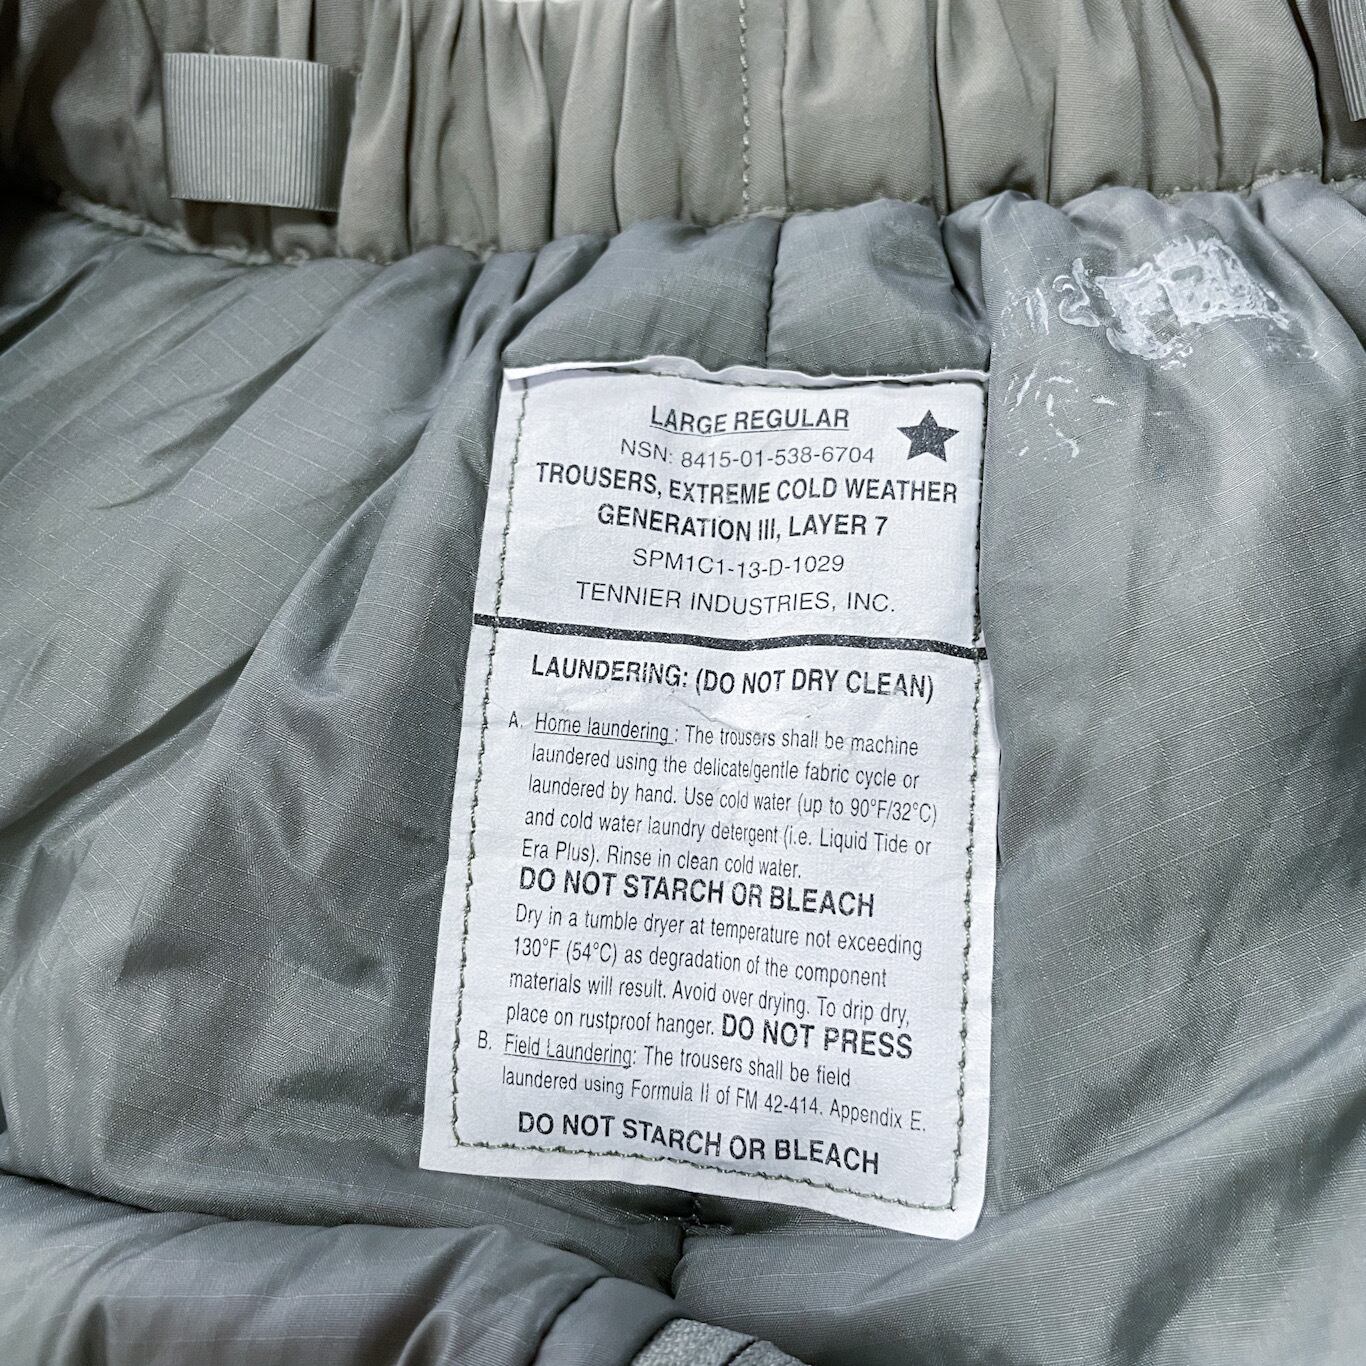 LARGE REGULAR
NSN: 8415-01-538-6704
TROUSERS, EXTREME COLD WEATHER
GENERATION III, LAYER 7
SPM1C1-13-D-1029
TENNIER INDUSTRIES, INC.
LAUNDERING: (DO NOT DRY CLEAN)
A. Home laundering : The trousers shall be machine
laundered using the delicate/gentle fabric cycle or
laundered by hand. Use cold water (up to 90°F/32°C)
and cold water laundry detergent (i.e. Liquid Tide or
Era Plus). Rinse in clean cold water.
DO NOT STARCH OR BLEACH
Dry in a tumble dryer at temperature not exceeding
130°F (54°C) as degradation of the component
materials will result. Avoid over drying. To drip dry,
place on rustproof hanger. DO NOT PRESS
B. Field Laundering: The trousers shall be field
laundered using Formula II of FM 42-414. Appendix E.
DO NOT STARCH OR BLEACH